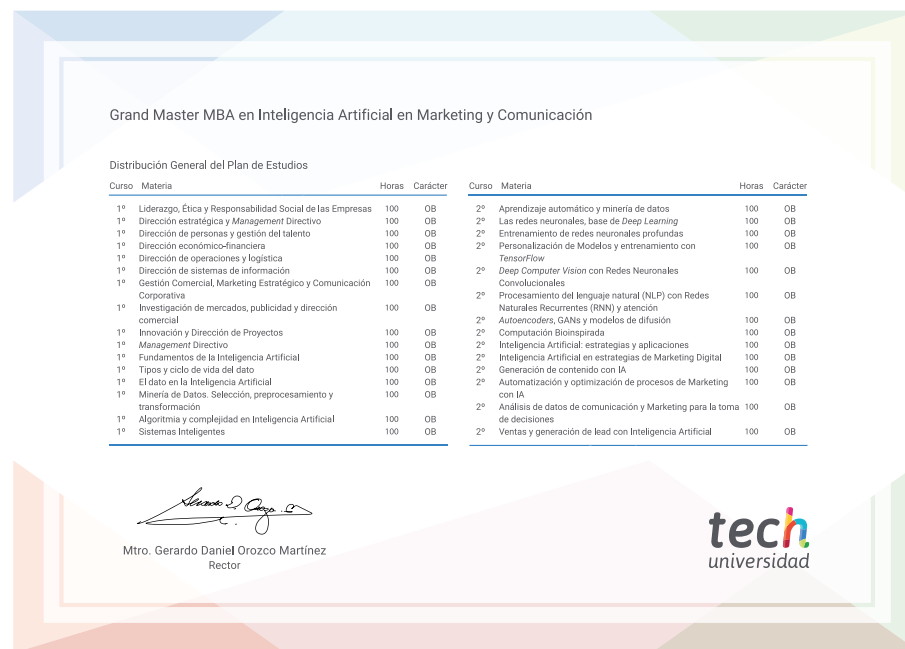 Grand Master MBA en Inteligencia Artificial en Marketing y Comunicación
Distribución General del Plan de Estudios
Curso Materia Horas Carácter
1º Liderazgo, Ética y Responsabilidad Social de las Empresas 100 OB
1º Dirección estratégica y Management Directivo 100 OB
1º Dirección de personas y gestión del talento 100 OB
1º Dirección económico-financiera 100 OB
1º Dirección de operaciones y logística 100 OB
1º Dirección de sistemas de información 100 OB
1º Gestión Comercial, Marketing Estratégico y Comunicación 100 OB
Corporativa
1º Investigación de mercados, publicidad y dirección 100 OB
comercial
1º Innovación y Dirección de Proyectos 100 OB
1º Management Directivo 100 OB
1º Fundamentos de la Inteligencia Artificial 100 OB
1º Tipos y ciclo de vida del dato 100 OB
1º El dato en la Inteligencia Artificial 100 OB
1º Minería de Datos. Selección, preprocesamiento y 100 OB
transformación
1º Algoritmia y complejidad en Inteligencia Artificial 100 OB
1º Sistemas Inteligentes 100 OB
Curso Materia Horas Carácter
2º Aprendizaje automático y minería de datos 100 OB
2º Las redes neuronales, base de Deep Learning 100 OB
2º Entrenamiento de redes neuronales profundas 100 OB
2º Personalización de Modelos y entrenamiento con 100 OB
TensorFlow
2º Deep Computer Vision con Redes Neuronales 100 OB
Convolucionales
2º Procesamiento del lenguaje natural (NLP) con Redes 100 OB
Naturales Recurrentes (RNN) y atención
2º Autoencoders, GANs y modelos de difusión 100 OB
2º Computación Bioinspirada 100 OB
2º Inteligencia Artificial: estrategias y aplicaciones 100 OB
2º Inteligencia Artificial en estrategias de Marketing Digital 100 OB
2º Generación de contenido con IA 100 OB
2º Automatización y optimización de procesos de Marketing 100 OB
con IA
2º Análisis de datos de comunicación y Marketing para la toma 100 OB
de decisiones
2º Ventas y generación de lead con Inteligencia Artificial 100 OB
Mtro. Gerardo Daniel Orozco Martínez
Rector
tech
universidad